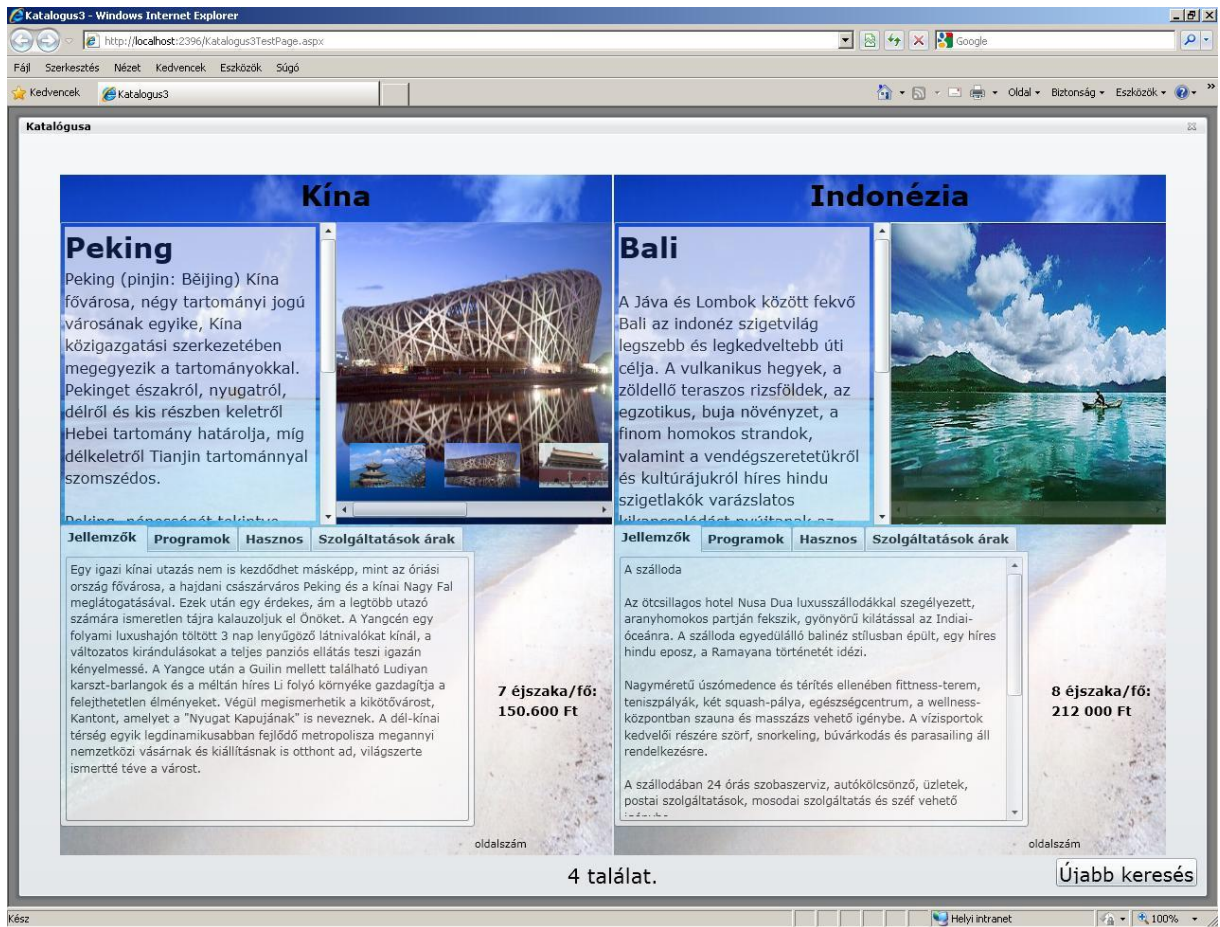 Katalogus3 - Windows Internet Explorer
http://localhost:2396/Katalogus3TestPage.aspx
Google
Fájl Szerkesztés Nézet Kedvencek Eszközök Súgó
Kedvencek
Katalogus3
Oldal
Biztonság
Eszközök
Katalógusa
Kína
Peking
Peking (pinjin: Běijīng) Kína
fővárosa, négy tartományi jogú
városának egyike, Kína
közigazgatási szerkezetében
megegyezik a tartományokkal.
Pekinget északról, nyugatról,
délről és kis részben keletről
Hebei tartomány határolja, míg
délkeletről Tianjin tartománnyal
szomszédos.
Peking, népességét tekintve
Jellemzők Programok Hasznos Szolgáltatások árak
Egy igazi kínai utazás nem is kezdődhet másképp, mint az óriási
ország fővárosa, a hajdani császárváros Peking és a kínai Nagy Fal
meglátogatásával. Ezek után egy érdekes, ám a legtöbb utazó
számára ismeretlen tájra kalauzoljuk el Önöket. A Yangcén egy
folyami luxushajón töltött 3 nap lenyűgöző látnivalókat kínál, a
változatos kirándulásokat a teljes panziós ellátás teszi igazán
kényelmessé. A Yangce után a Guilin mellett található Ludiyan
karszt-barlangok és a méltán híres Li folyó környéke gazdagítja a
felejthetetlen élményeket. Végül megismerhetik a kikötővárost,
Kantont, amelyet a "Nyugat Kapujának" is neveznek. A dél-kínai
térség egyik legdinamikusabban fejlődő metropolisza megannyi
nemzetközi vásárnak és kiállításnak is otthont ad, világszerte
ismertté téve a várost.
7 éjszaka/fő:
150.600 Ft
oldalszám
Indonézia
Bali
A Jáva és Lombok között fekvő
Bali az indonéz szigetvilág
legszebb és legkedveltebb úti
célja. A vulkanikus hegyek, a
zöldellő teraszos rizsföldek, az
egzotikus, buja növényzet, a
finom homokos strandok,
valamint a vendégszeretetükről
és kultúrájukról híres hindu
szigetlakók varázslatos
kikapcsolódást nyújtanak az
Jellemzők Programok Hasznos Szolgáltatások árak
A szálloda
Az ötcsillagos hotel Nusa Dua luxusszállodákkal szegélyezett,
aranyhomokos partján fekszik, gyönyörű kilátással az Indiai-
óceánra. A szálloda egyedülálló balinéz stílusban épült, egy híres
hindu eposz, a Ramayana történetét idézi.
Nagyméretű úszómedence és térítés ellenében fittness-terem,
teniszpályák, két squash-pálya, egészségcentrum, a wellness-
központban szauna és masszázs vehető igénybe. A vízisportok
kedvelői részére szörf, snorkeling, búvárkodás és parasailing áll
rendelkezésre.
A szállodában 24 órás szobaszerviz, autókölcsönző, üzletek,
postai szolgáltatások, mosodai szolgáltatás és széf vehető
8 éjszaka/fő:
212 000 Ft
oldalszám
4 találat.
Újabb keresés
Kész
Helyi intranet
100%